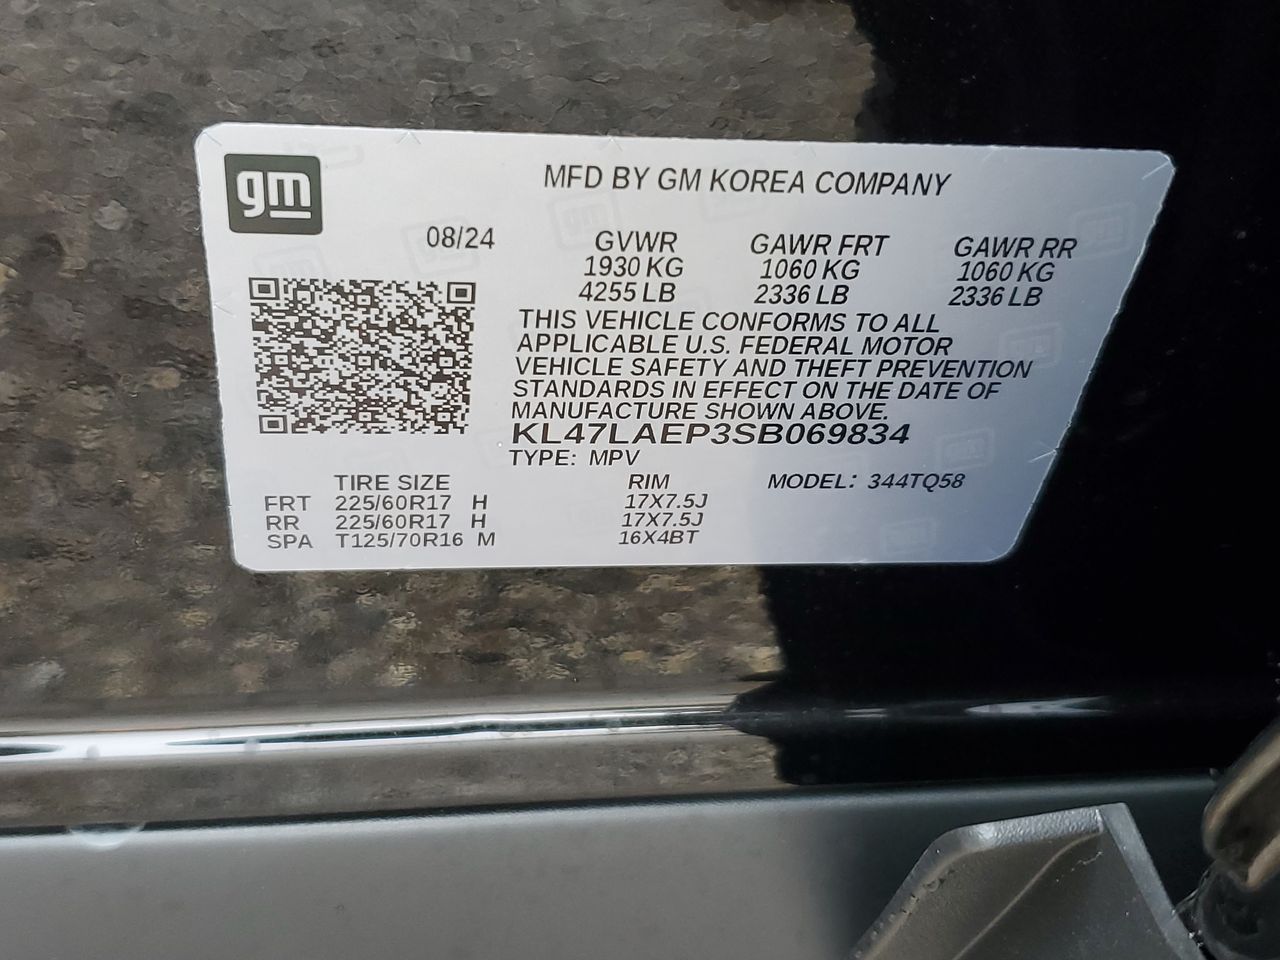 gm
MFD BY GM KOREA COMPANY
08/24 GVWR GAWR FRT GAWR RR
1930 KG 1060 KG 1060 KG
4255 LB 2336 LB 2336 LB
THIS VEHICLE CONFORMS TO ALL
APPLICABLE U.S. FEDERAL MOTOR
VEHICLE SAFETY AND THEFT PREVENTION
STANDARDS IN EFFECT ON THE DATE OF
MANUFACTURE SHOWN ABOVE.
KL47LAEP3SB069834
TYPE: MPV
TIRE SIZE RIM MODEL: 344TQ58
FRT 225/60R17 H 17X7.5J
RR 225/60R17 H 17X7.5J
SPA T125/70R16 M 16X4BT